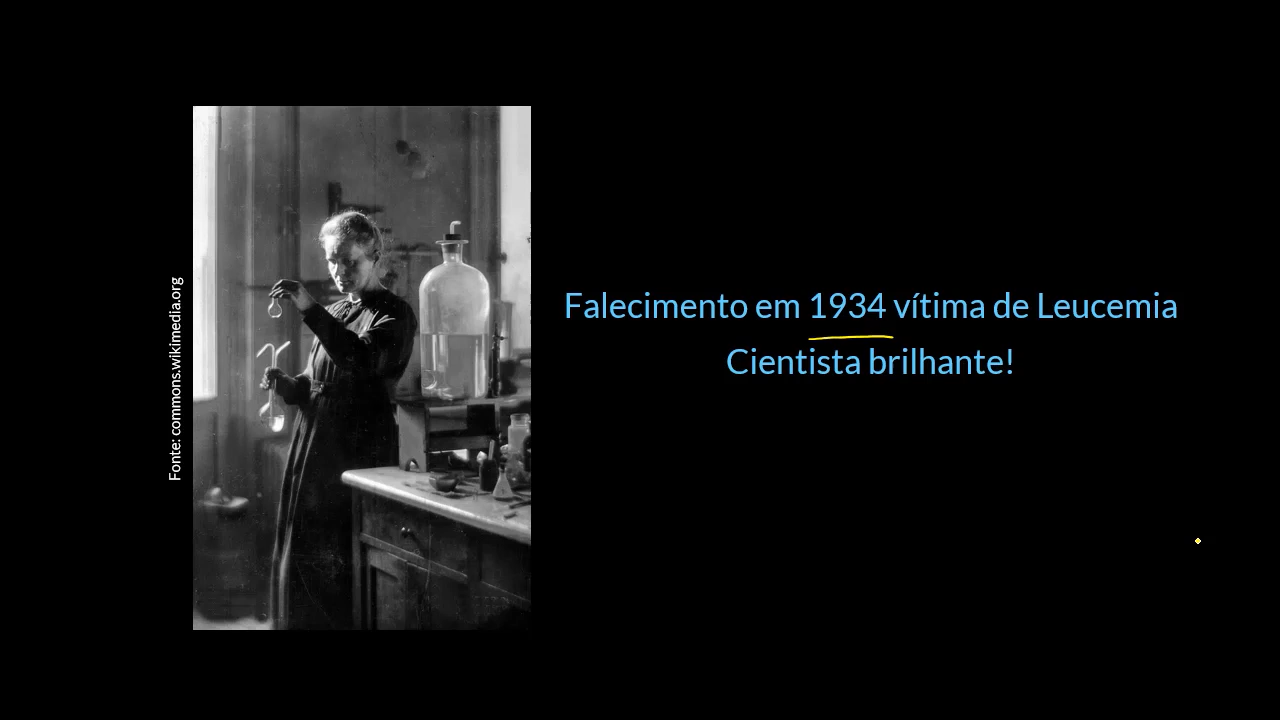 Fonte: commons.wikimedia.org
Falecimento em 1934 vítima de Leucemia
Cientista brilhante!